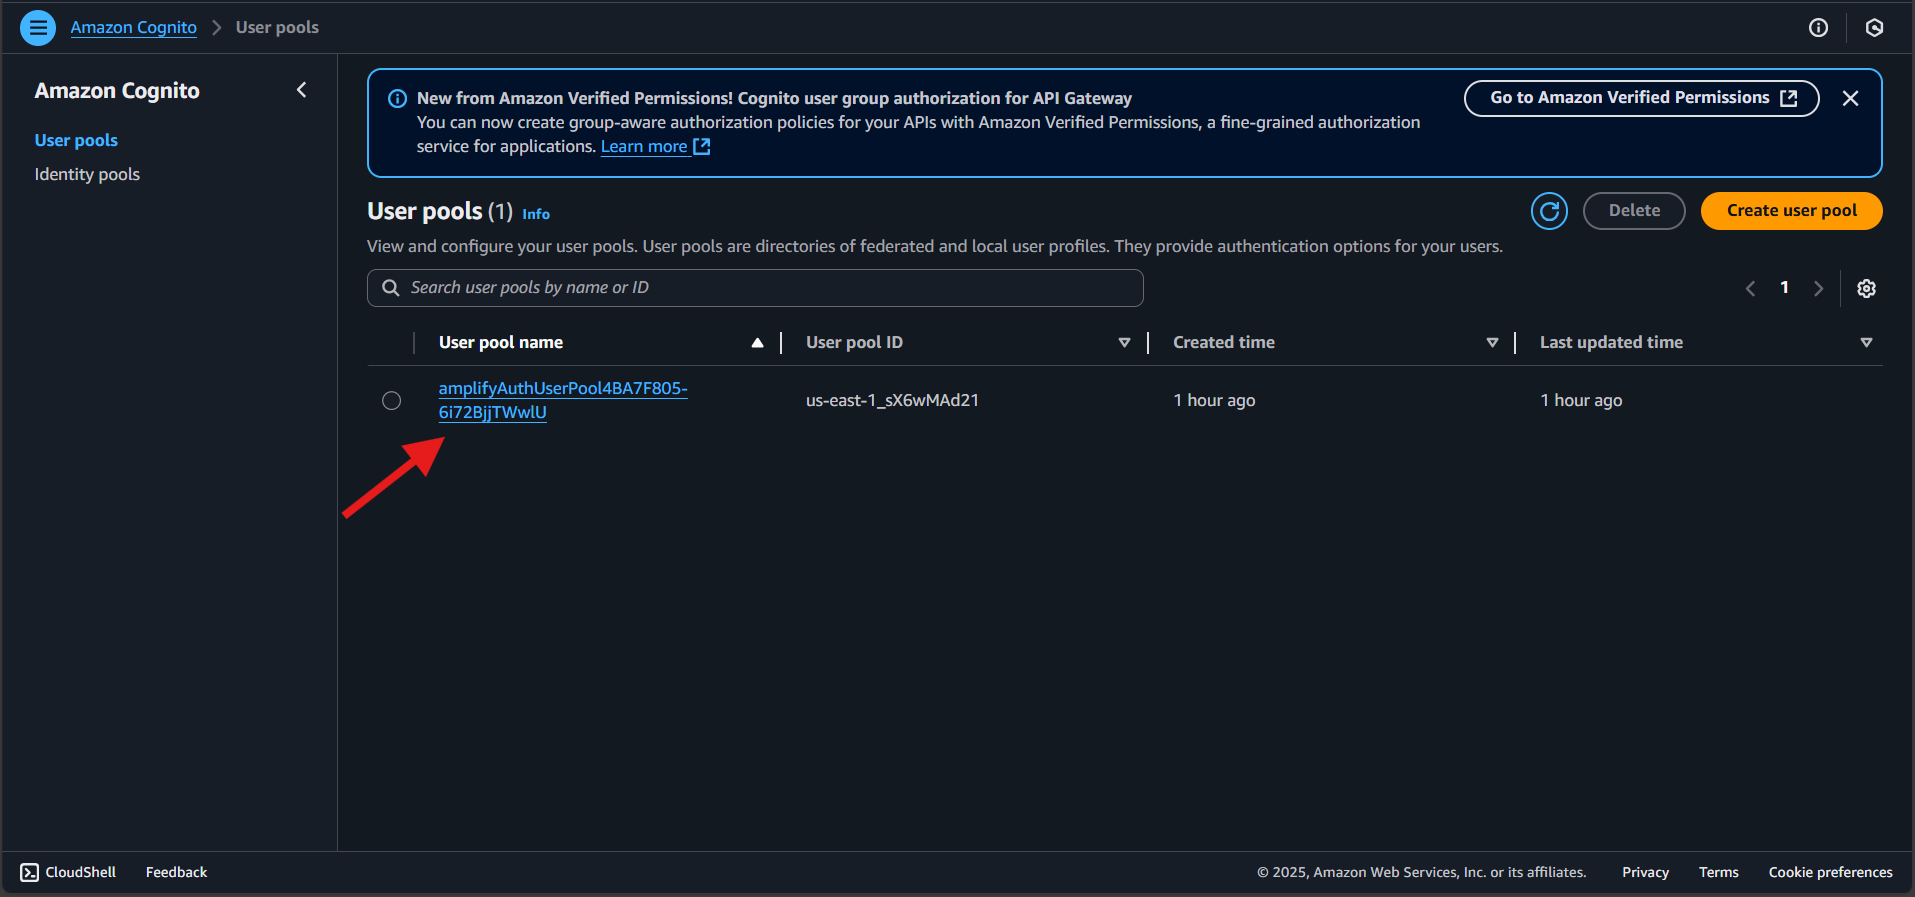 Amazon Cognito > User pools
Amazon Cognito
User pools
Identity pools
New from Amazon Verified Permissions! Cognito user group authorization for API Gateway
You can now create group-aware authorization policies for your APIs with Amazon Verified Permissions, a fine-grained authorization
service for applications. Learn more
Go to Amazon Verified Permissions
User pools (1) Info
Delete
Create user pool
View and configure your user pools. User pools are directories of federated and local user profiles. They provide authentication options for your users.
Search user pools by name or ID
1
User pool name
User pool ID
Created time
Last updated time
amplifyAuthUserPool4BA7F805-
6i72BjjTWwlU
us-east-1_sX6wMAd21
1 hour ago
1 hour ago
CloudShell
Feedback
© 2025, Amazon Web Services, Inc. or its affiliates.
Privacy
Terms
Cookie preferences